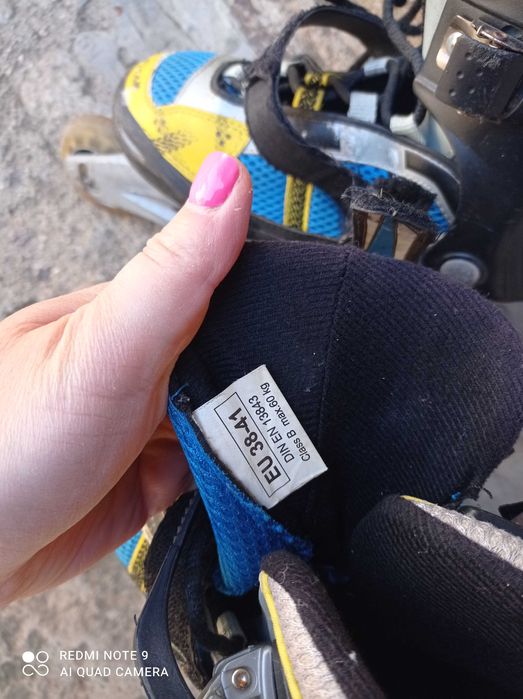 EU 38-41
DIN EN 13843
Class B max.60 kg
REDMI NOTE 9
AI QUAD CAMERA